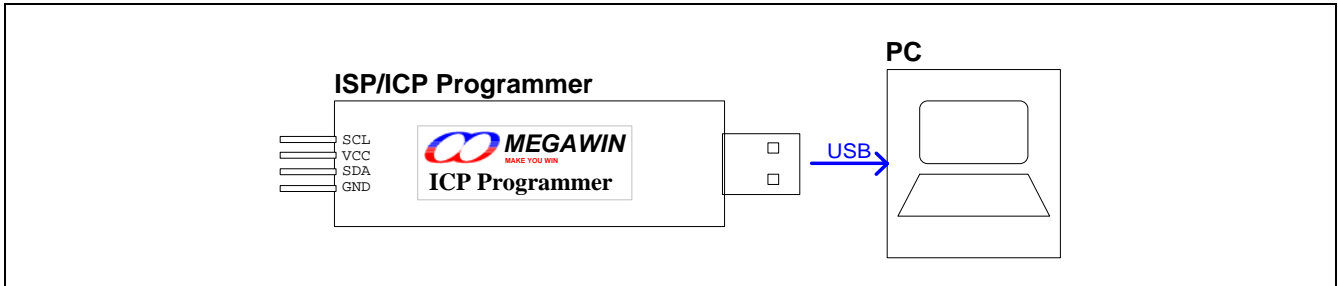 PC
ISP/ICP Programmer
SCL
VCC
SDA
GND
MEGAWIN
MAKE YOU WIN
ICP Programmer
USB